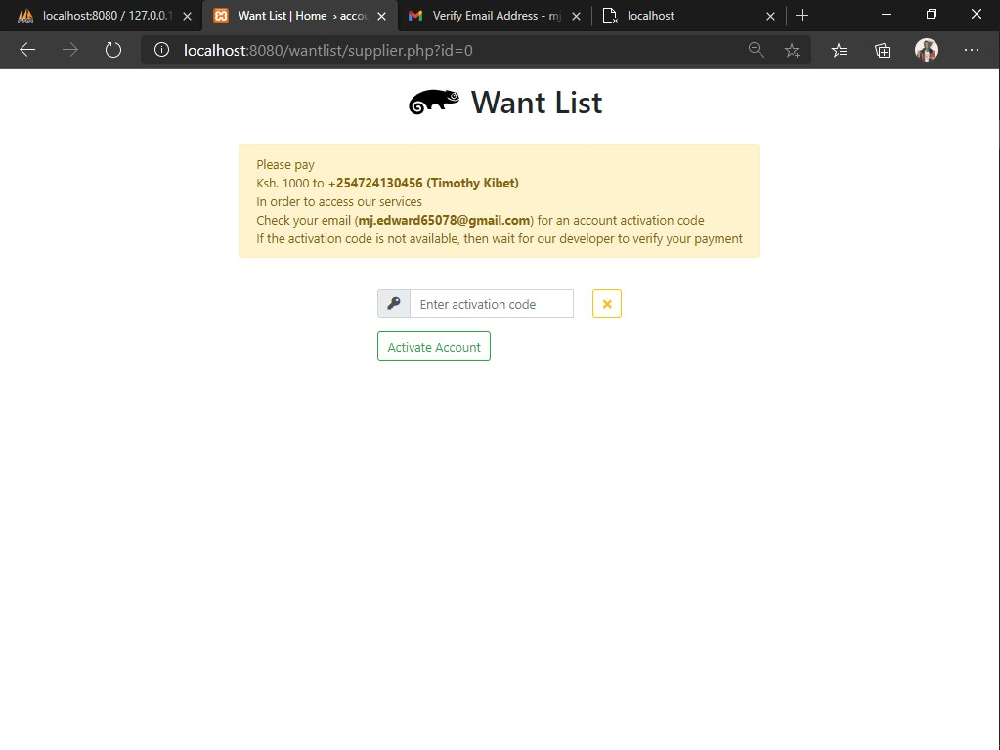 localhost:8080 / 127.0.0.1
Want List | Home › accou
Verify Email Address - mj
localhost
localhost:8080/wantlist/supplier.php?id=0
Want List
Please pay
Ksh. 1000 to +254724130456 (Timothy Kibet)
In order to access our services
Check your email (mj.edward65078@gmail.com) for an account activation code
If the activation code is not available, then wait for our developer to verify your payment
Enter activation code
Activate Account